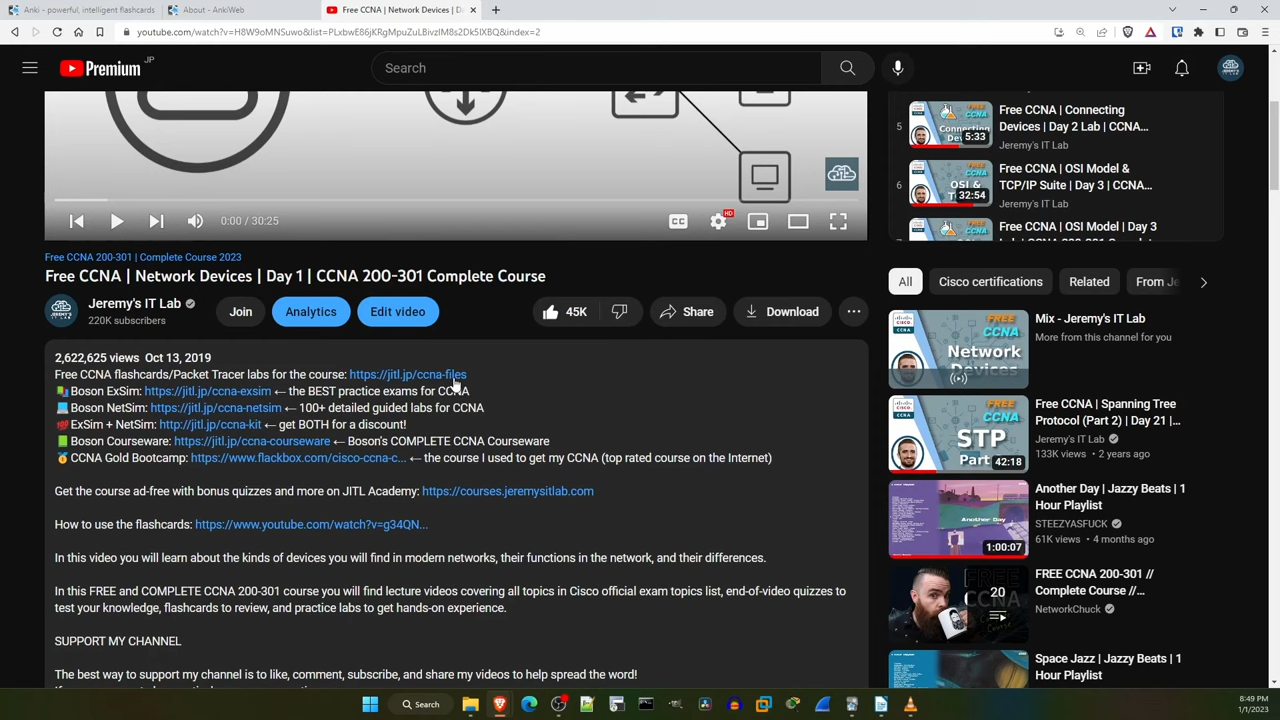 Anki - powerful, intelligent flashcards
About - AnkiWeb
Free CCNA | Network Devices | Da
youtube.com/watch?v=H8W9oMNSuwo&list=PLxbwE86jKRgMpuZuLBivzlM8s2Dk5lXBQ&index=2
Premium JP
Search
0:00 / 30:25
CC
HD
Free CCNA 200-301 | Complete Course 2023
Free CCNA | Network Devices | Day 1 | CCNA 200-301 Complete Course
Jeremy's IT Lab
220K subscribers
Join
Analytics
Edit video
45K
Share
Download
2,622,625 views Oct 13, 2019
Free CCNA flashcards/Packet Tracer labs for the course: https://jitl.jp/ccna-files
Boson ExSim: https://jitl.jp/ccna-exsim ← the BEST practice exams for CCNA
Boson NetSim: https://jitl.jp/ccna-netsim ← 100+ detailed guided labs for CCNA
ExSim + NetSim: http://jitl.jp/ccna-kit ← get BOTH for a discount!
Boson Courseware: https://jitl.jp/ccna-courseware ← Boson's COMPLETE CCNA Courseware
CCNA Gold Bootcamp: https://www.flackbox.com/cisco-ccna-c... ← the course I used to get my CCNA (top rated course on the Internet)
Get the course ad-free with bonus quizzes and more on JITL Academy: https://courses.jeremysitlab.com
How to use the flashcards: https://www.youtube.com/watch?v=g34QN...
In this video you will learn about the kinds of devices you will find in modern networks, their functions in the network, and their differences.
In this FREE and COMPLETE CCNA 200-301 course you will find lecture videos covering all topics in Cisco official exam topics list, end-of-video quizzes to
test your knowledge, flashcards to review, and practice labs to get hands-on experience.
SUPPORT MY CHANNEL
The best way to support my channel is to like, comment, subscribe, and share my videos to help spread the word!
5
FREE CCNA
5:33
Free CCNA | Connecting
Devices | Day 2 Lab | CCNA...
Jeremy's IT Lab
6
FREE CCNA
OSI &
32:54
Free CCNA | OSI Model &
TCP/IP Suite | Day 3 | CCNA...
Jeremy's IT Lab
Free CCNA | OSI Model | Day 3
All
Cisco certifications
Related
From Je
FREE CCNA
Network
Devices
Mix - Jeremy's IT Lab
More from this channel for you
FREE CCNA
STP
Part
42:18
Free CCNA | Spanning Tree
Protocol (Part 2) | Day 21 |...
Jeremy's IT Lab
133K views • 2 years ago
Another Day
1:00:07
Another Day | Jazzy Beats | 1
Hour Playlist
STEEZYASFUCK
61K views • 4 months ago
20
FREE CCNA 200-301 //
Complete Course //...
NetworkChuck
Space Jazz | Jazzy Beats | 1
Hour Playlist
Search
8:49 PM
1/1/2023